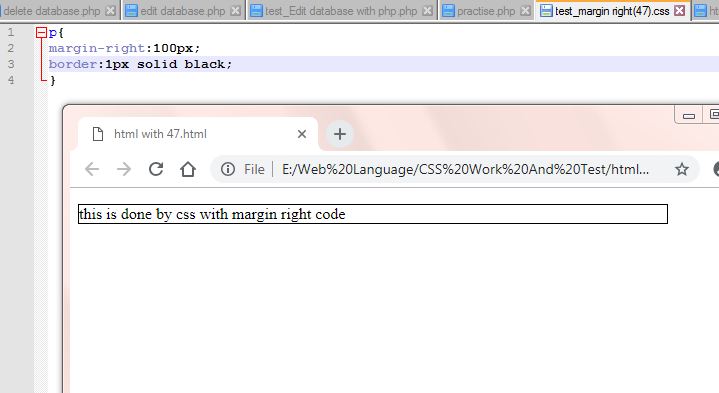 delete database.php edit database.php test_Edit database with php.php practise.php test_margin right(47).css ht
1 p{
2 margin-right:100px;
3 border:1px solid black;
4 }
html with 47.html
File E:/Web%20Language/CSS%20Work%20And%20Test/html...
this is done by css with margin right code